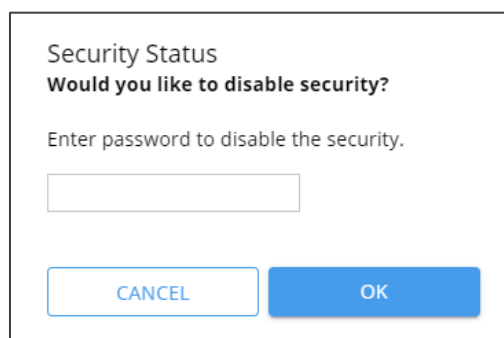 Security Status
Would you like to disable security?
Enter password to disable the security.
CANCEL
OK